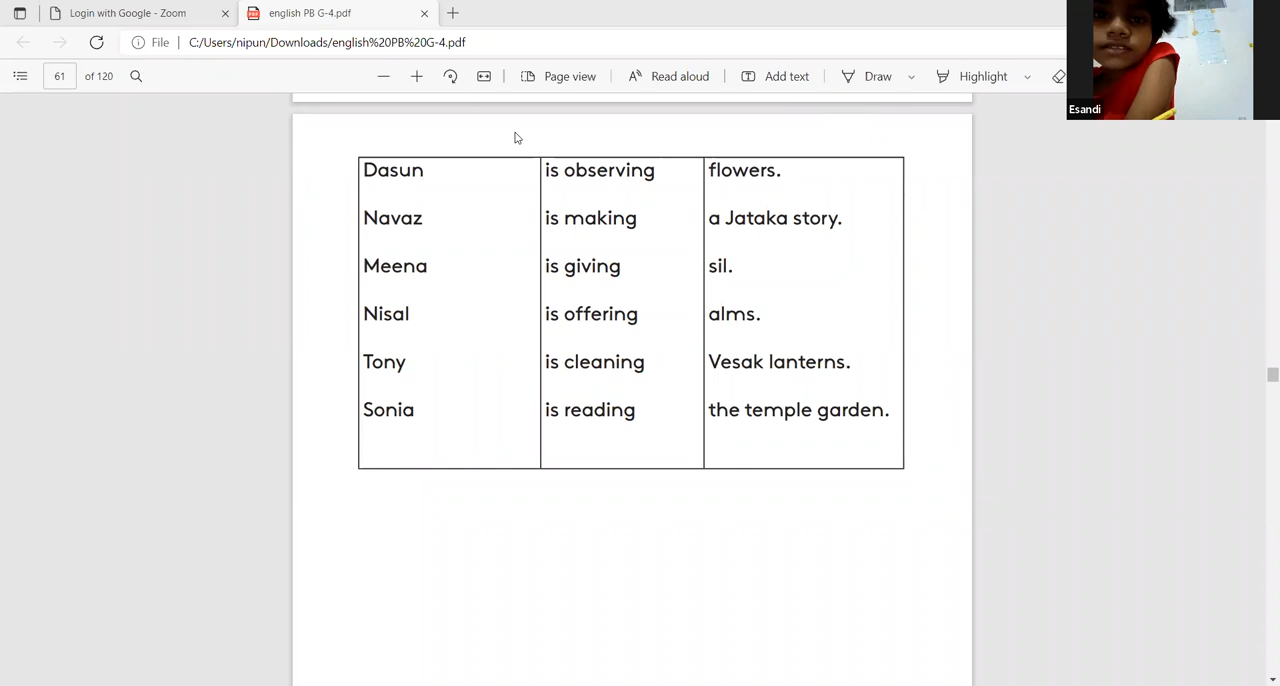 Login with Google - Zoom
english PB G-4.pdf
File C:/Users/nipun/Downloads/english%20PB%20G-4.pdf
61 of 120 Page view Read aloud Add text Draw Highlight
Esandi
Dasun is observing flowers.
Navaz is making a Jataka story.
Meena is giving sil.
Nisal is offering alms.
Tony is cleaning Vesak lanterns.
Sonia is reading the temple garden.